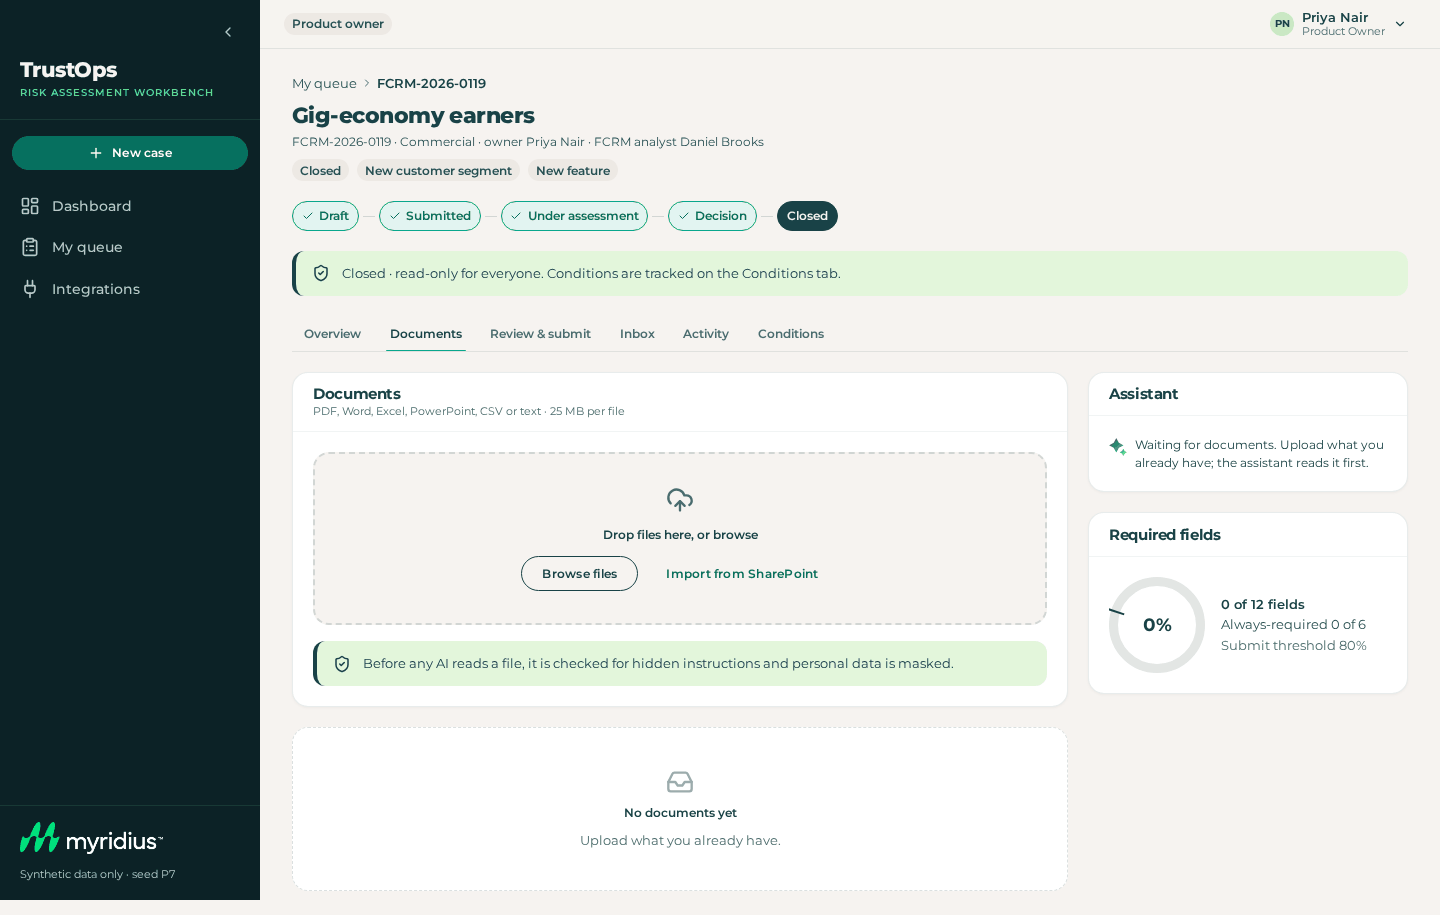 Product owner
PN
Priya Nair
Product Owner
TrustOps
RISK ASSESSMENT WORKBENCH
New case
Dashboard
My queue
Integrations
myridius™
Synthetic data only · seed P7
My queue > FCRM-2026-0119
Gig-economy earners
FCRM-2026-0119 · Commercial · owner Priya Nair · FCRM analyst Daniel Brooks
Closed New customer segment New feature
Draft Submitted Under assessment Decision Closed
Closed · read-only for everyone. Conditions are tracked on the Conditions tab.
Overview Documents Review & submit Inbox Activity Conditions
Documents
PDF, Word, Excel, PowerPoint, CSV or text · 25 MB per file
Drop files here, or browse
Browse files Import from SharePoint
Before any AI reads a file, it is checked for hidden instructions and personal data is masked.
No documents yet
Upload what you already have.
Assistant
Waiting for documents. Upload what you
already have; the assistant reads it first.
Required fields
0%
0 of 12 fields
Always-required 0 of 6
Submit threshold 80%